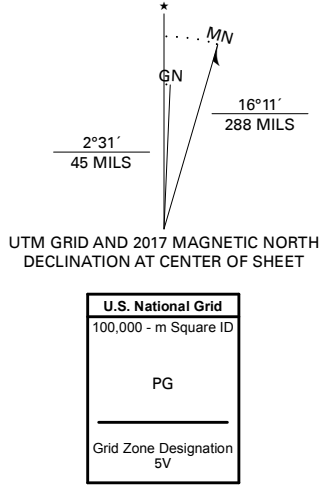 ★
MN
GN
16°11´
288 MILS
2°31´
45 MILS
UTM GRID AND 2017 MAGNETIC NORTH
DECLINATION AT CENTER OF SHEET
U.S. National Grid
100,000 - m Square ID
PG
Grid Zone Designation
5V